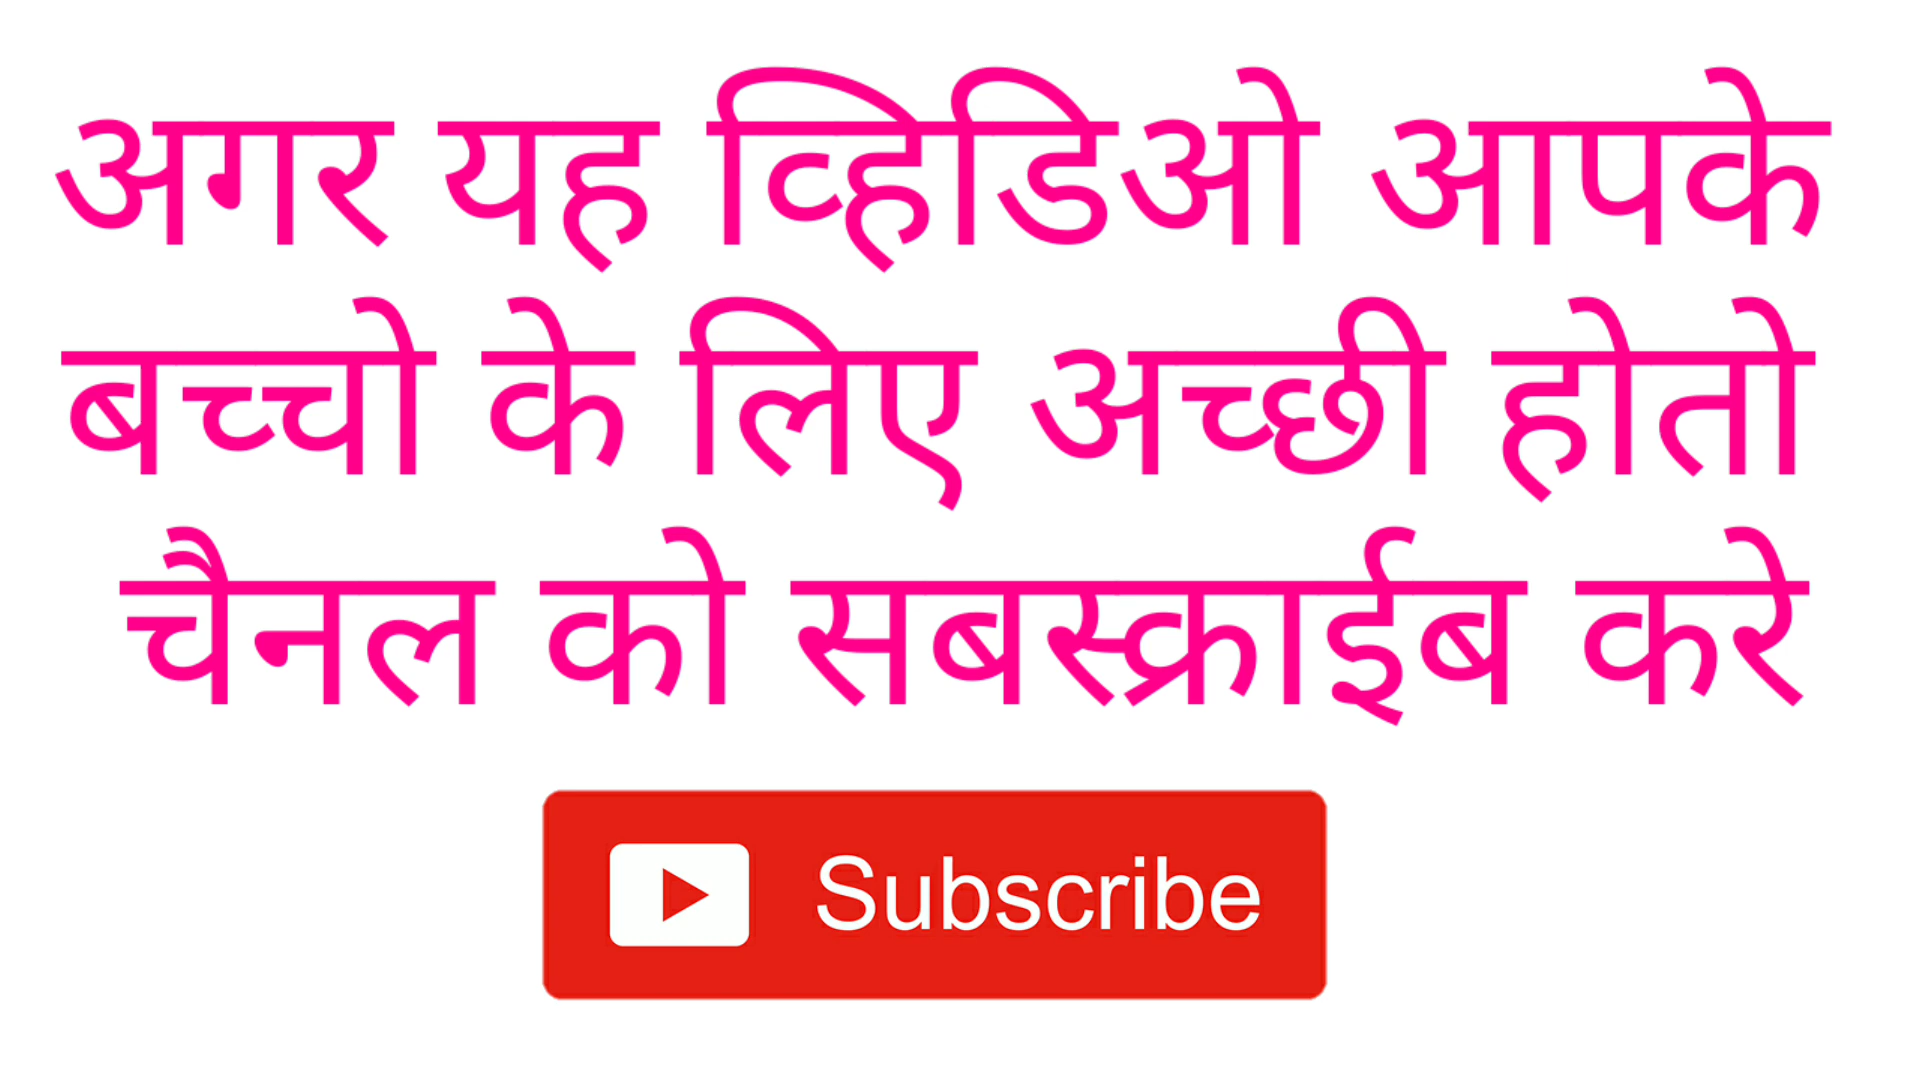 अगर यह व्हिडिओ आपके
बच्चो के लिए अच्छी होतो
चैनल को सबस्क्राईब करे
Subscribe